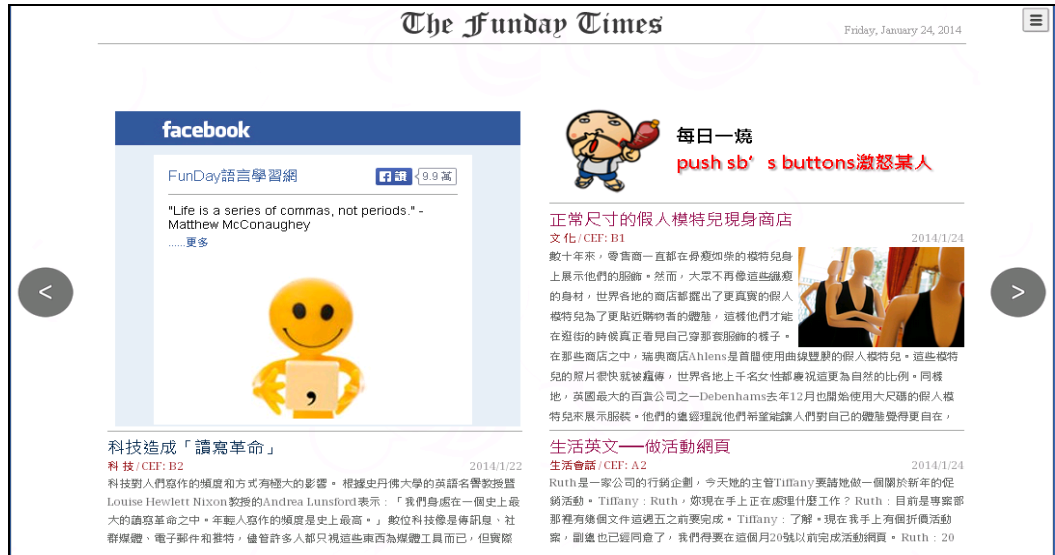 The Funday Times
Friday, January 24, 2014
facebook
FunDay語言學習網
讚 9.9 萬
"Life is a series of commas, not periods." -
Matthew McConaughey
......更多
<
科技造成「讀寫革命」
科 技/CEF: B2 2014/1/22
科技對人們寫作的頻度和方式有極大的影響。 根據史丹佛大學的英語名譽教授暨
Louise Hewlett Nixon教授的Andrea Lunsford表示：「我們身處在一個史上最
大的讀寫革命之中。年輕人寫作的頻度是史上最高。」 數位科技像是傳訊息、社
群媒體、電子郵件和推特，儘管許多人都只視這些東西為媒體工具而已，但實際
每日一燒
push sb’s buttons激怒某人
正常尺寸的假人模特兒現身商店
文 化/CEF: B1 2014/1/24
數十年來，零售商一直都在骨瘦如柴的模特兒身
上展示他們的服飾。然而，大眾不再像這些纖瘦
的身材，世界各地的商店都擺出了更真實的假人
模特兒為了更貼近購物者的體態，這樣他們才能
在逛街的時候真正看見自己穿那套服飾的樣子。
在那些商店之中，瑞典商店Ahlens是首間使用曲線豐腴的假人模特兒。這些模特
兒的照片很快就被瘋傳，世界各地上千名女性都慶祝這更為自然的比例。同樣
地，英國最大的百貨公司之一Debenhams去年12月也開始使用大尺碼的假人模
特兒來展示服裝。他們的總經理說他們希望能讓人們對自己的體態覺得更自在，
>
生活英文──做活動網頁
生活會話/CEF: A2 2014/1/24
Ruth是一家公司的行銷企劃，今天她的主管Tiffany要請她做一個關於新年的促
銷活動。Tiffany：Ruth，妳現在手上正在處理什麼工作？ Ruth：目前是專案部
那裡有幾個文件這週五之前要完成。Tiffany：了解。現在我手上有個折價活動
案，副總也已經同意了，我們得要在這個月20號以前完成活動網頁。Ruth：20